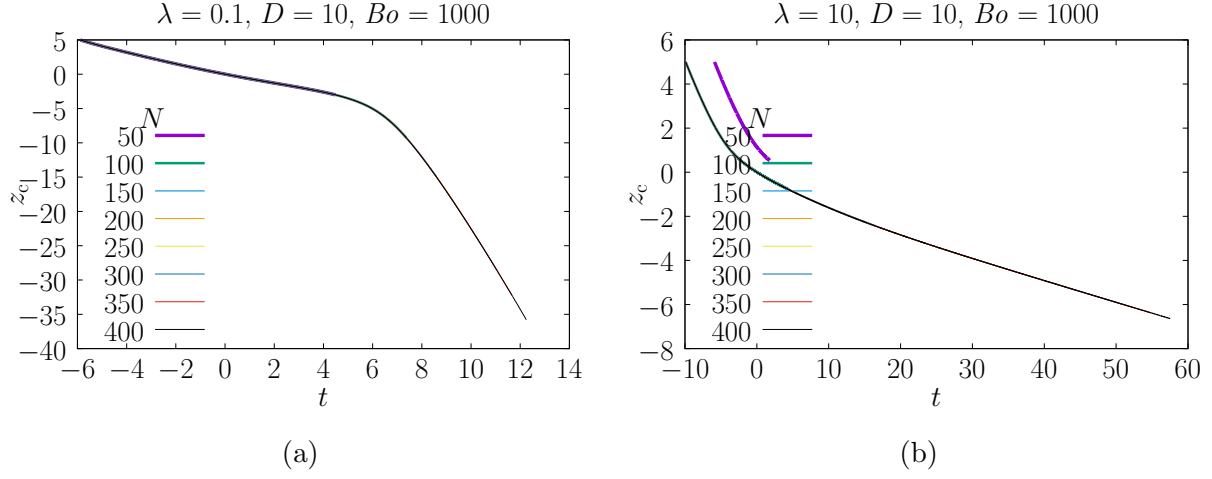 λ = 0.1, D = 10, Bo = 1000
5
0
−5
−10
−15
−20
−25
−30
−35
−40
z_c
N
50
100
150
200
250
300
350
400
−6 −4 −2 0 2 4 6 8 10 12 14
t
(a)
λ = 10, D = 10, Bo = 1000
6
4
2
0
−2
−4
−6
−8
z_c
N
50
100
150
200
250
300
350
400
−10 0 10 20 30 40 50 60
t
(b)